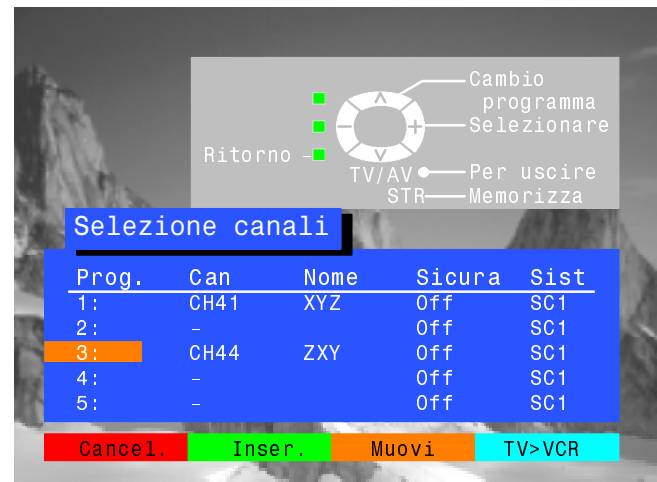 Cambio
programma
Selezionare
Ritorno
TV/AV Per uscire
STR Memorizza
Selezione canali
Prog. Can Nome Sicura Sist
1: CH41 XYZ Off SC1
2: – Off SC1
3: CH44 ZXY Off SC1
4: – Off SC1
5: – Off SC1
Cancel. Inser. Muovi TV>VCR